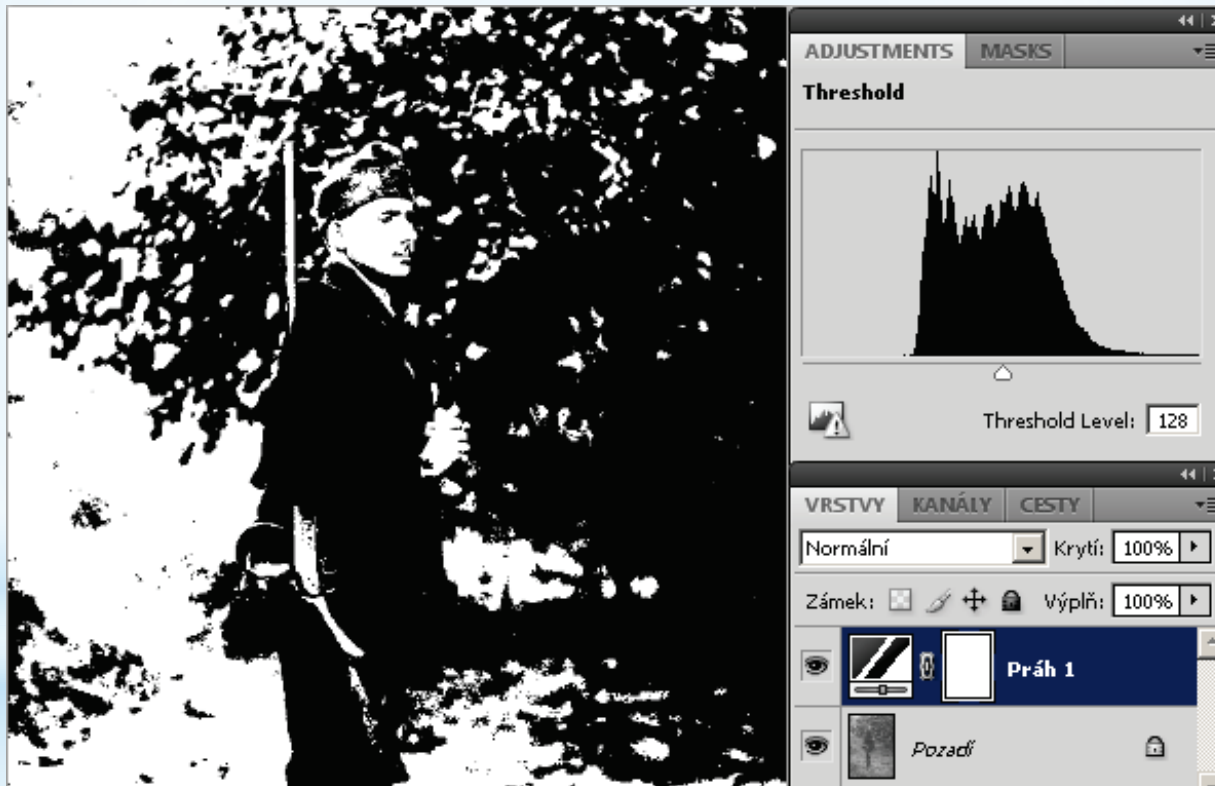 ADJUSTMENTS MASKS
Threshold
Threshold Level: 128
VRSTVY KANÁLY CESTY
Normální Krytí: 100%
Zámek: Výplň: 100%
Práh 1
Pozadí